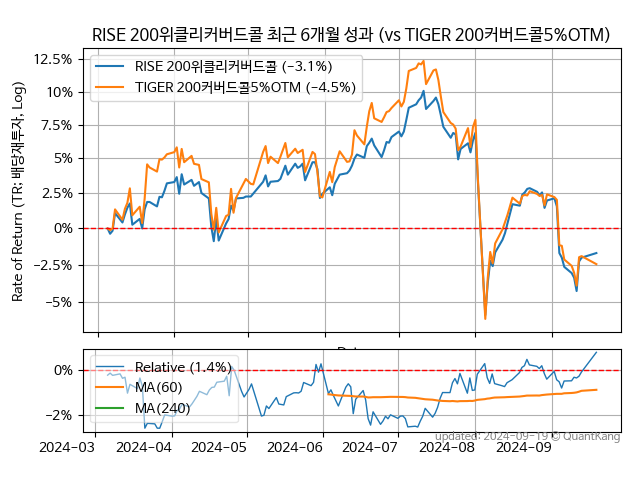 RISE 200위클리커버드콜 최근 6개월 성과 (vs TIGER 200커버드콜5%OTM)
Rate of Return (TR: 배당재투자, Log)
12.5%
10%
7.5%
5%
2.5%
0%
−2.5%
−5%
RISE 200위클리커버드콜 (−3.1%)
TIGER 200커버드콜5%OTM (−4.5%)
0%
−2%
Relative (1.4%)
MA(60)
MA(240)
2024−03
2024−04
2024−05
2024−06
2024−07
2024−08
2024−09
updated: 2024−09−19 © QuantKang